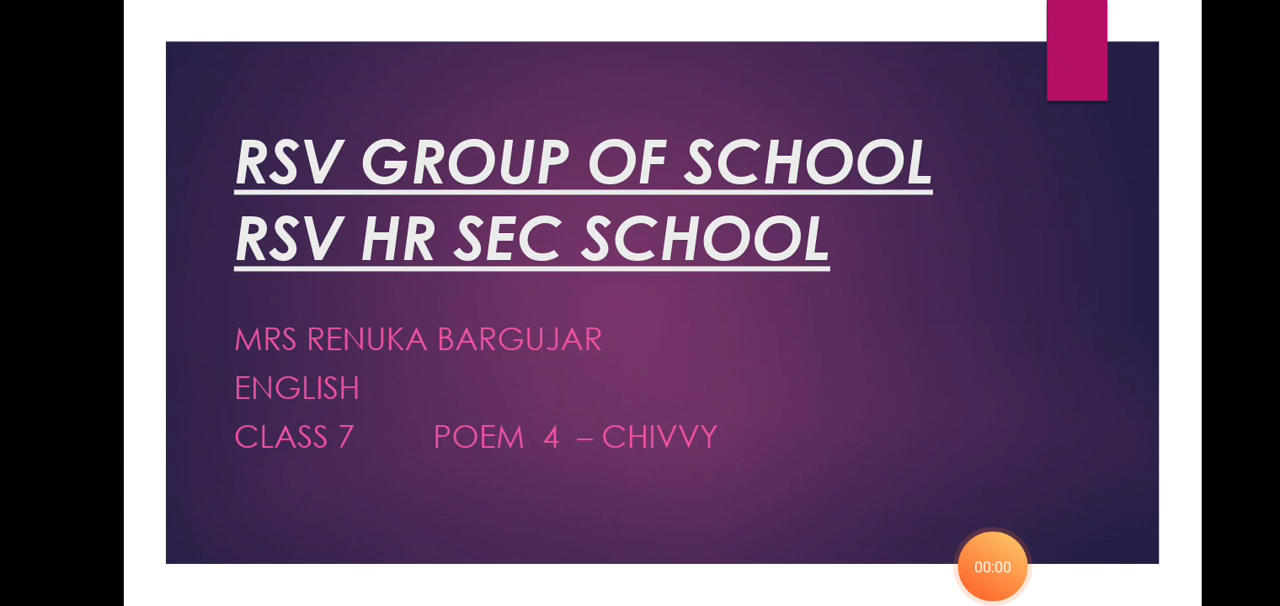 RSV GROUP OF SCHOOL
RSV HR SEC SCHOOL
MRS RENUKA BARGUJAR
ENGLISH
CLASS 7 POEM 4 – CHIVVY
00:00